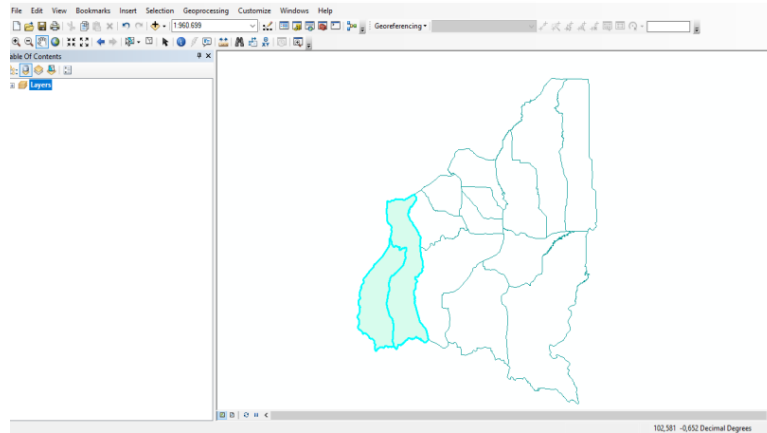 File Edit View Bookmarks Insert Selection Geoprocessing Customize Windows Help
1:960.699
Georeferencing
able Of Contents
Layers
102,581 -0,652 Decimal Degrees